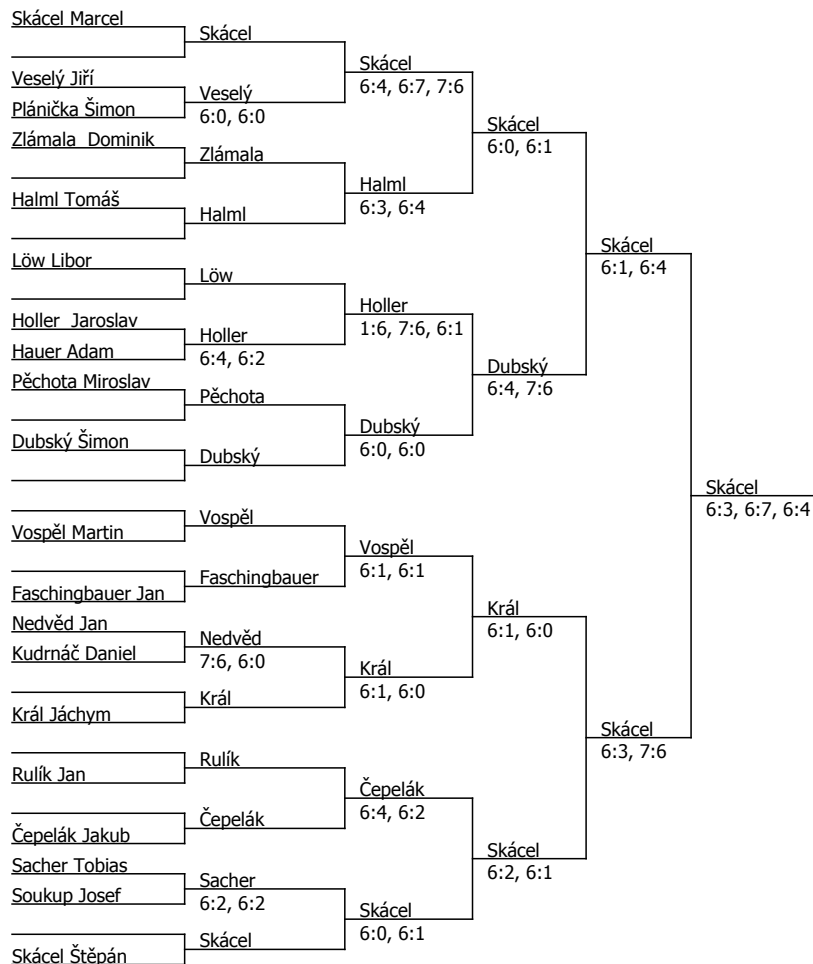 Skácel Marcel
Skácel
Skácel
6:4, 6:7, 7:6
Veselý Jiří
Veselý
6:0, 6:0
Plánička Šimon
Skácel
6:0, 6:1
Zlámala  Dominik
Zlámala
Halml
6:3, 6:4
Halml Tomáš
Halml
Skácel
6:1, 6:4
Löw Libor
Löw
Holler
1:6, 7:6, 6:1
Holler  Jaroslav
Holler
6:4, 6:2
Hauer Adam
Dubský
6:4, 7:6
Pěchota Miroslav
Pěchota
Dubský
6:0, 6:0
Dubský Šimon
Dubský
Skácel
6:3, 6:7, 6:4
Vospěl
Vospěl Martin
Vospěl
6:1, 6:1
Faschingbauer
Faschingbauer Jan
Král
6:1, 6:0
Nedvěd Jan
Nedvěd
7:6, 6:0
Kudrnáč Daniel
Král
6:1, 6:0
Král
Král Jáchym
Skácel
6:3, 7:6
Rulík
Rulík Jan
Čepelák
6:4, 6:2
Čepelák
Čepelák Jakub
Skácel
6:2, 6:1
Sacher Tobias
Sacher
6:2, 6:2
Soukup Josef
Skácel
6:0, 6:1
Skácel
Skácel Štěpán